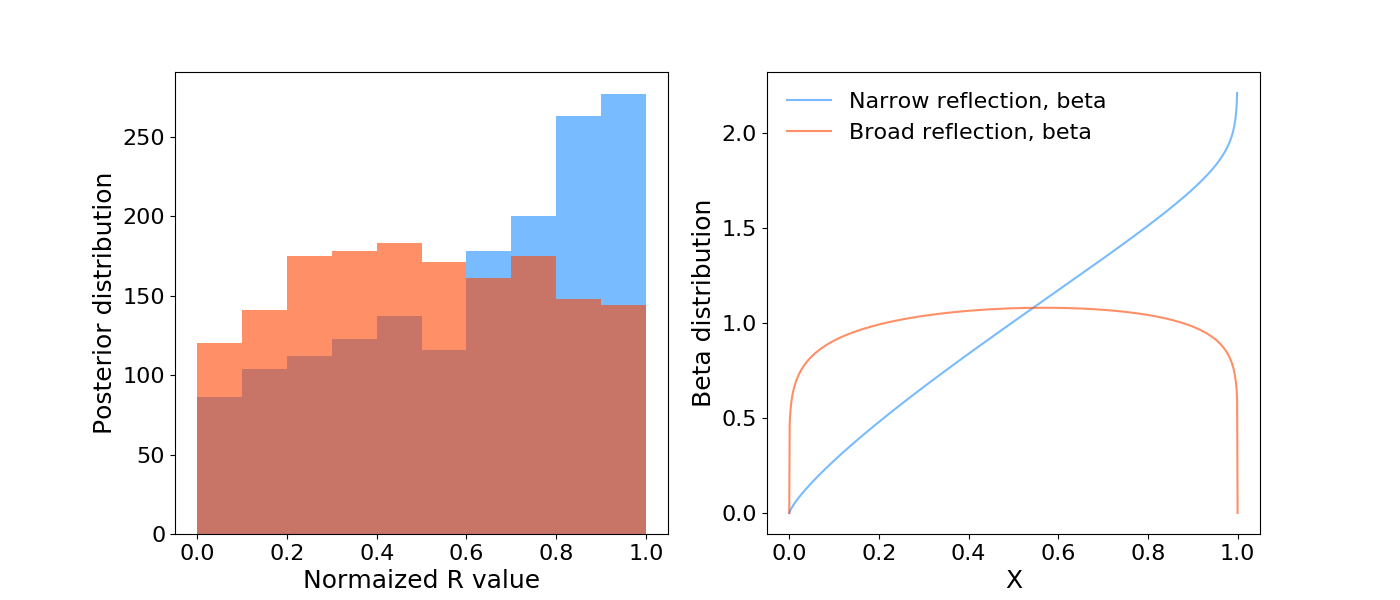 Posterior distribution
250
200
150
100
50
0
0.0 0.2 0.4 0.6 0.8 1.0
Normaized R value
Beta distribution
2.0
1.5
1.0
0.5
0.0
Narrow reflection, beta
Broad reflection, beta
0.0 0.2 0.4 0.6 0.8 1.0
X